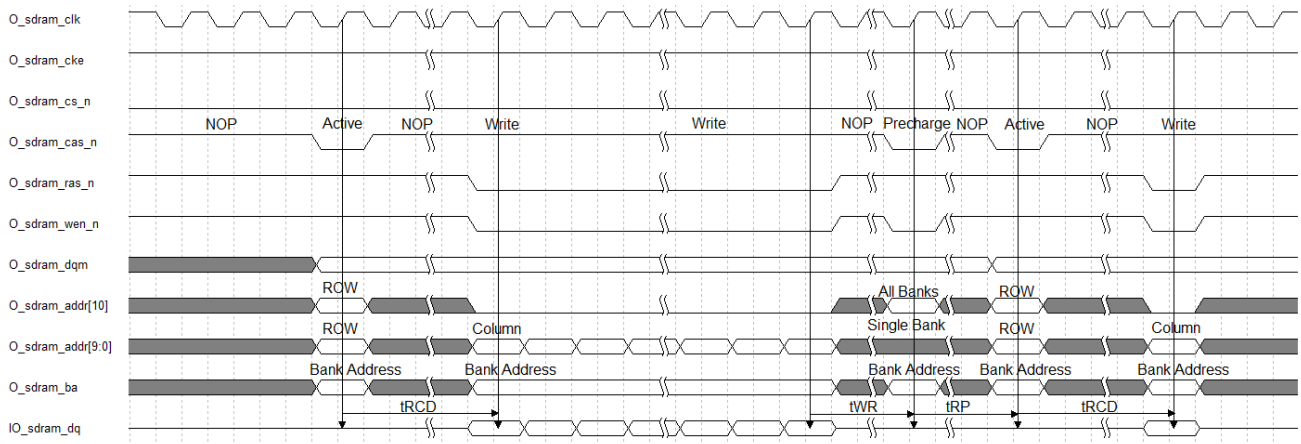 O_sdram_clk
O_sdram_cke
O_sdram_cs_n
NOP Active NOP Write Write NOP Precharge NOP Active NOP Write
O_sdram_cas_n
O_sdram_ras_n
O_sdram_wen_n
O_sdram_dqm
ROW All Banks ROW
O_sdram_addr[10]
ROW Column Single Bank ROW Column
O_sdram_addr[9:0]
Bank Address Bank Address Bank Address Bank Address Bank Address
O_sdram_ba
tRCD tWR tRP tRCD
IO_sdram_dq